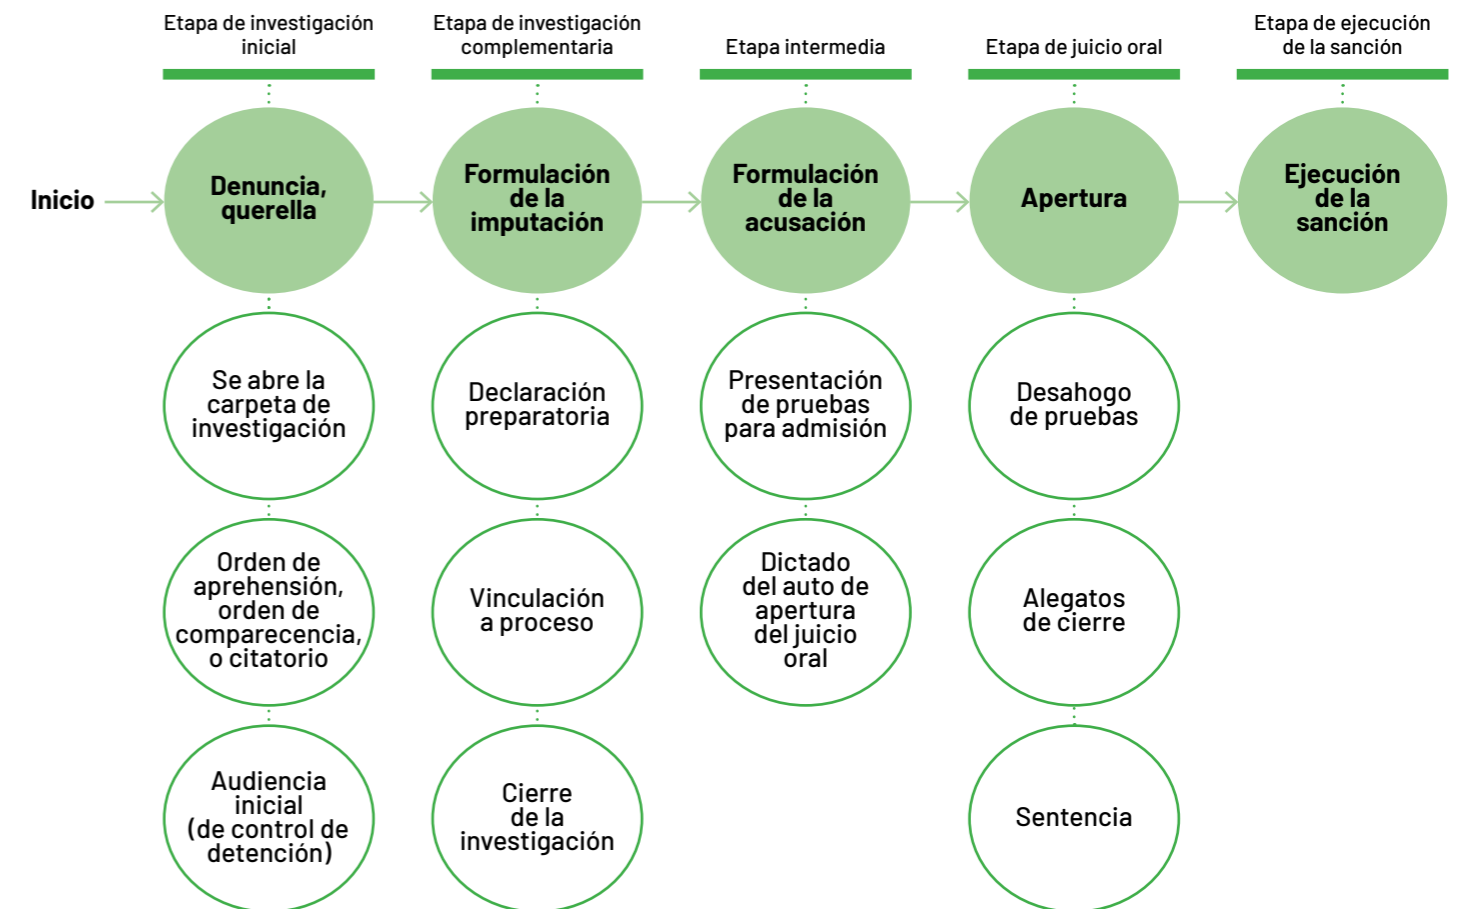 Etapa de investigación
inicial
Etapa de investigación
complementaria
Etapa intermedia
Etapa de juicio oral
Etapa de ejecución
de la sanción
Inicio
Denuncia,
querella
Formulación
de la
imputación
Formulación
de la
acusación
Apertura
Ejecución
de la
sanción
Se abre la
carpeta de
investigación
Declaración
preparatoria
Presentación
de pruebas
para admisión
Desahogo
de pruebas
Orden de
aprehensión,
orden de
comparecencia,
o citatorio
Vinculación
a proceso
Dictado
del auto de
apertura
del juicio
oral
Alegatos
de cierre
Audiencia
inicial
(de control de
detención)
Cierre
de la
investigación
Sentencia